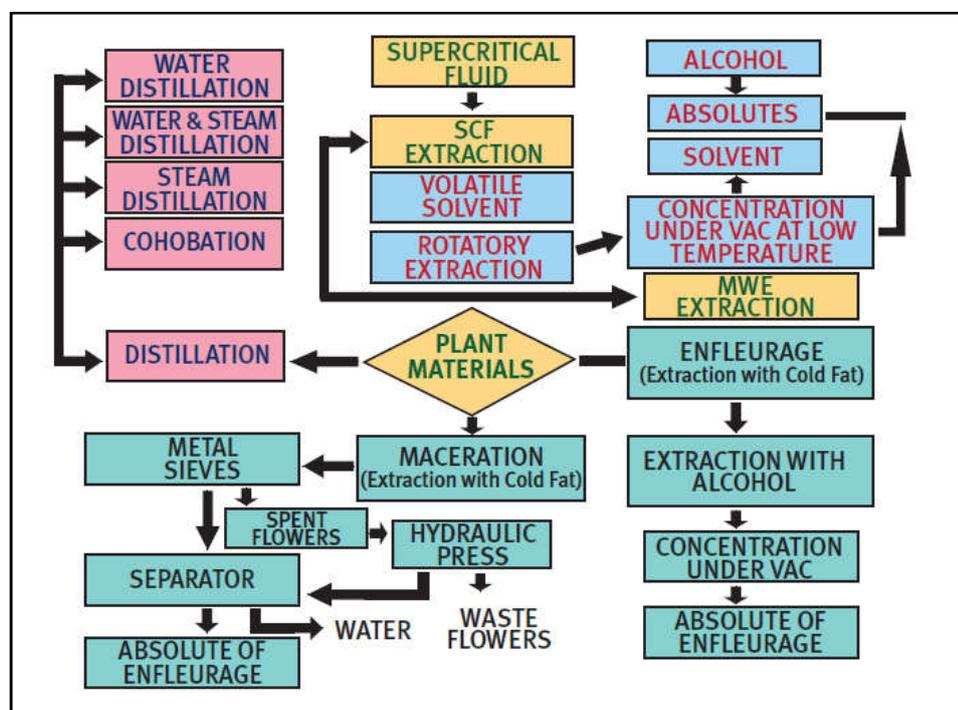 WATER
DISTILLATION
WATER & STEAM
DISTILLATION
STEAM
DISTILLATION
COHOBATION
DISTILLATION
SUPERCRITICAL
FLUID
SCF
EXTRACTION
VOLATILE
SOLVENT
ROTATORY
EXTRACTION
ALCOHOL
ABSOLUTES
SOLVENT
CONCENTRATION
UNDER VAC AT LOW
TEMPERATURE
MWE
EXTRACTION
PLANT
MATERIALS
ENFLEURAGE
(Extraction with Cold Fat)
EXTRACTION WITH
ALCOHOL
CONCENTRATION
UNDER VAC
ABSOLUTE OF
ENFLEURAGE
MACERATION
(Extraction with Cold Fat)
METAL
SIEVES
SPENT
FLOWERS
HYDRAULIC
PRESS
SEPARATOR
WATER
WASTE
FLOWERS
ABSOLUTE OF
ENFLEURAGE